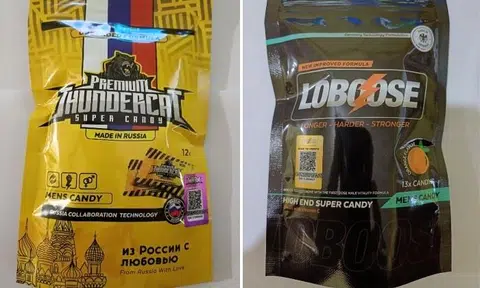 PREMIUM
THUNDERCAT
SUPER CANDY
MADE IN RUSSIA
12x
MENS CANDY
RUSSIA COLLABORATION TECHNOLOGY
ИЗ РОССИИ С
ЛЮБОВЬЮ
From Russia With Love
NEW IMPROVED FORMULA
LOBOOSE
LONGER - HARDER - STRONGER
13x CANDY
MENS CANDY
HIGH END SUPER CANDY
LOBOOSE